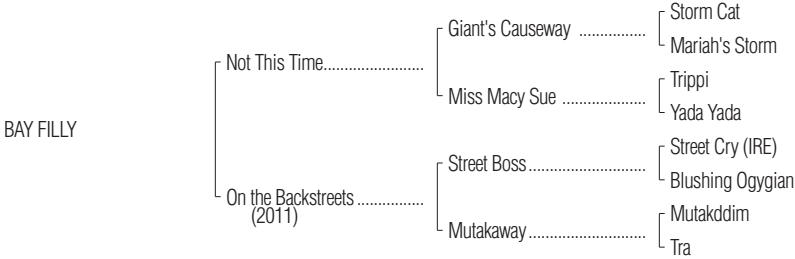 Storm Cat
Giant's Causeway ................
Mariah's Storm
Not This Time........................
Trippi
Miss Macy Sue ....................
Yada Yada
BAY FILLY
Street Cry (IRE)
Street Boss............................
Blushing Ogygian
On the Backstreets ................
(2011)
Mutakddim
Mutakaway............................
Tra